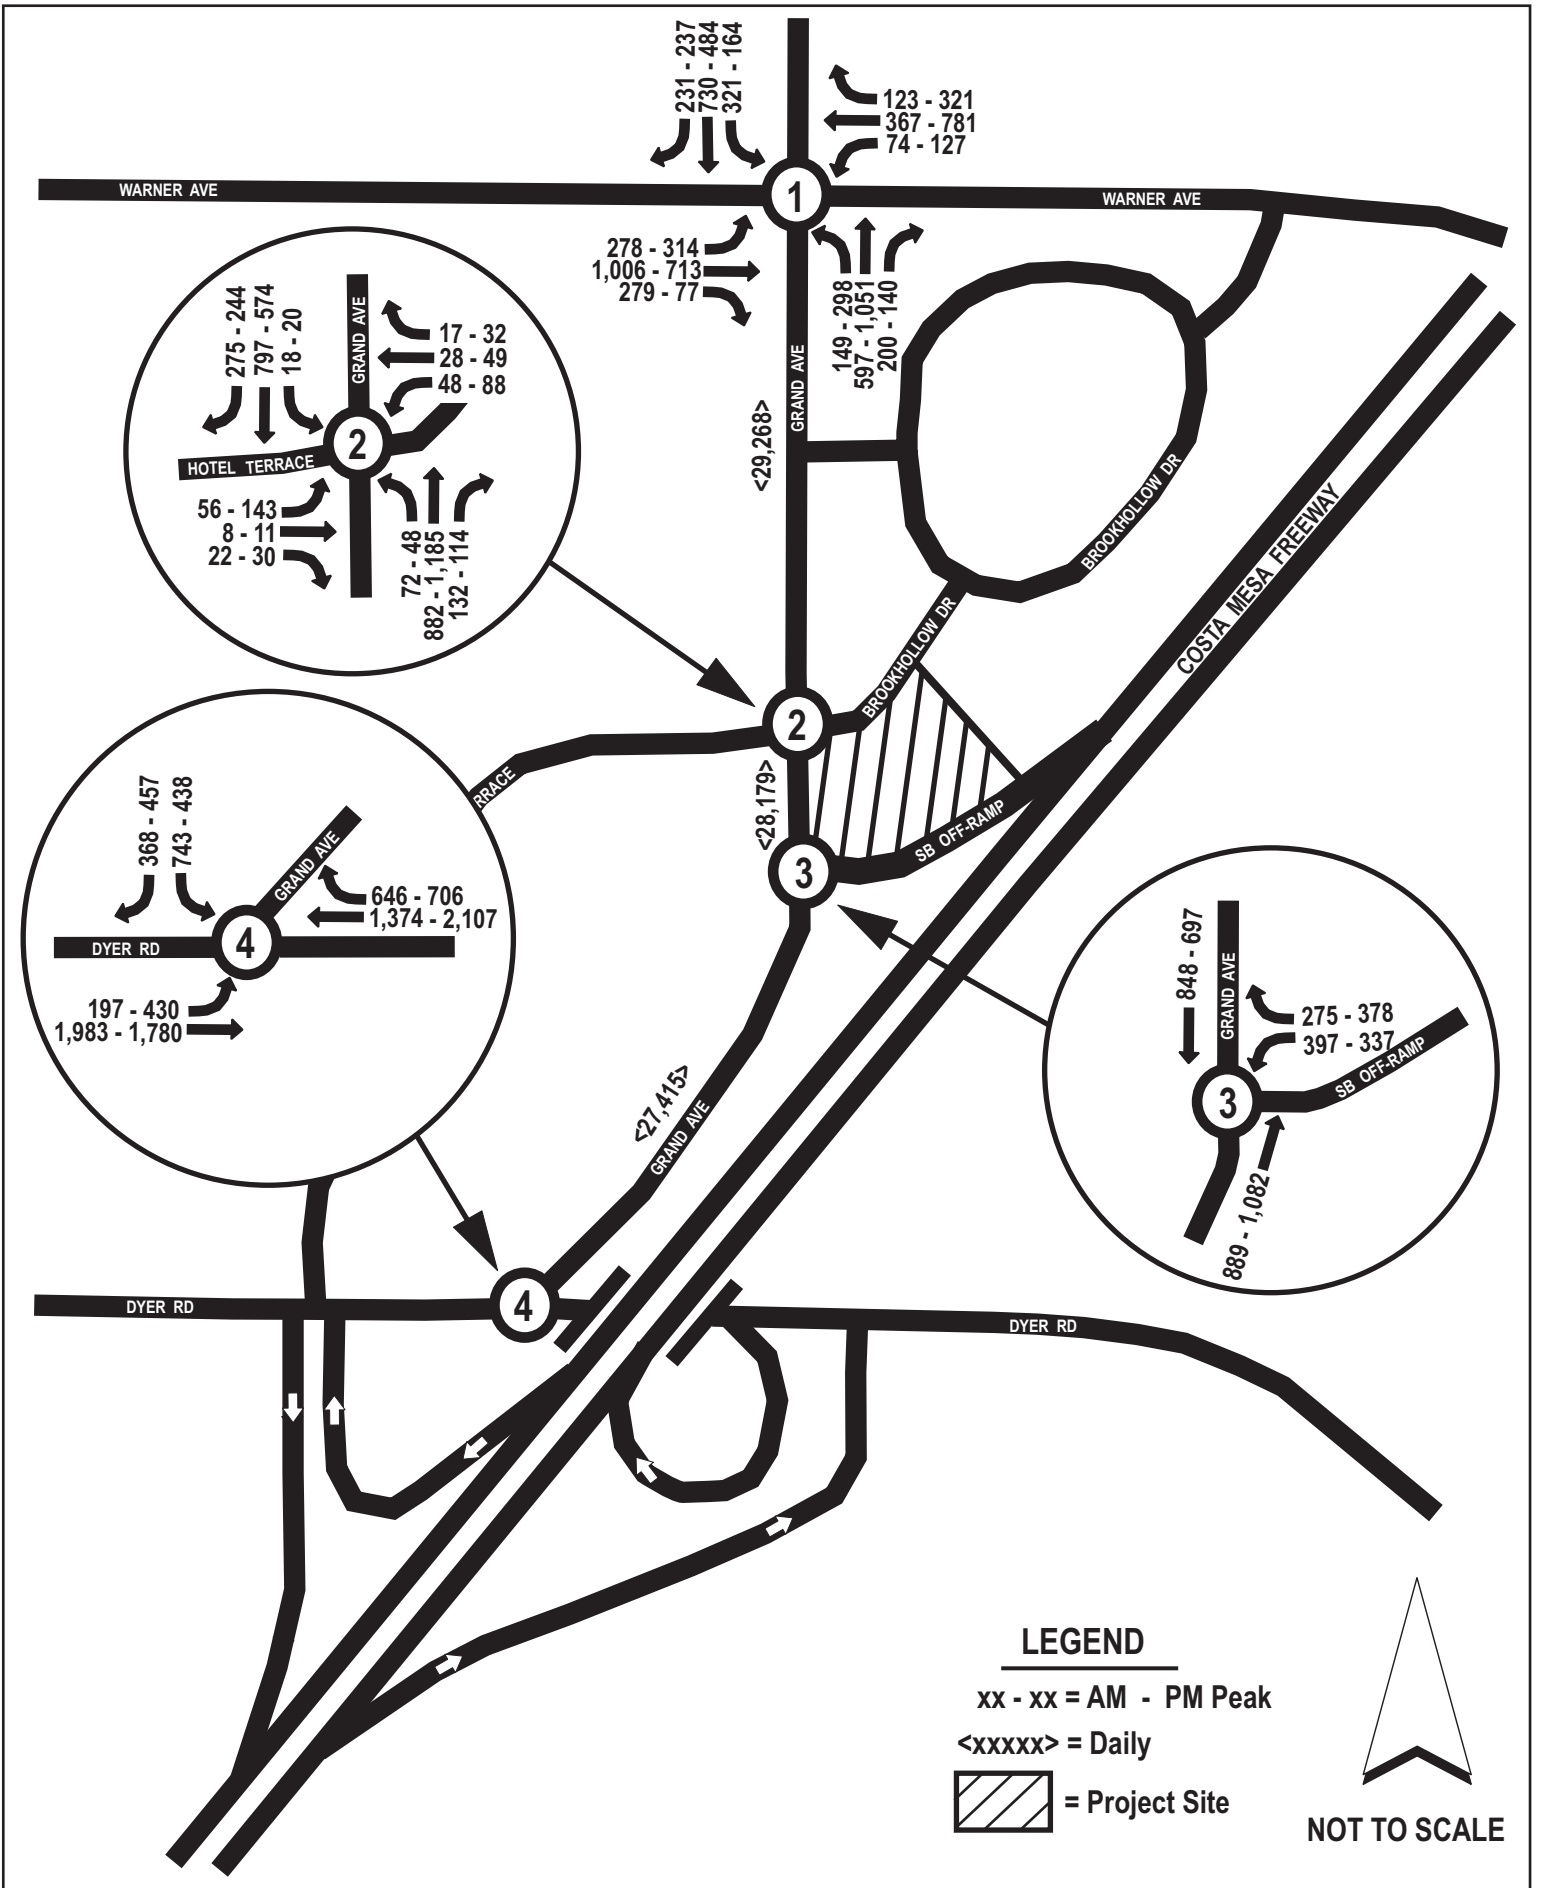 231 - 237
730 - 484
321 - 164
123 - 321
367 - 781
74 - 127
WARNER AVE
1
WARNER AVE
278 - 314
1,006 - 713
279 - 77
149 - 298
597 - 1,051
200 - 140
GRAND AVE
<29,268>
275 - 244
797 - 574
18 - 20
GRAND AVE
17 - 32
28 - 49
48 - 88
2
HOTEL TERRACE
56 - 143
8 - 11
22 - 30
72 - 48
882 - 1,185
132 - 114
BROOKHOLLOW DR
COSTA MESA FREEWAY
BROOKHOLLOW DR
2
RRACE
<28,179>
SB OFF-RAMP
3
368 - 457
743 - 438
GRAND AVE
646 - 706
1,374 - 2,107
DYER RD
4
197 - 430
1,983 - 1,780
848 - 697
GRAND AVE
275 - 378
397 - 337
SB OFF-RAMP
3
889 - 1,082
<27,415>
GRAND AVE
DYER RD
4
DYER RD
LEGEND
xx - xx = AM - PM Peak
<xxxxx> = Daily
= Project Site
NOT TO SCALE